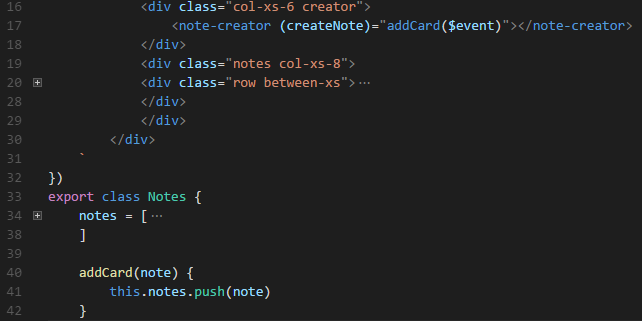 16 <div class="col-xs-6 creator">
17 <note-creator (createNote)="addCard($event)"></note-creator>
18 </div>
19 <div class="notes col-xs-8">
20 <div class="row between-xs">···
28 </div>
29 </div>
30 </div>
31 `
32 })
33 export class Notes {
34 notes = [···
38 ]
39
40 addCard(note) {
41 this.notes.push(note)
42 }